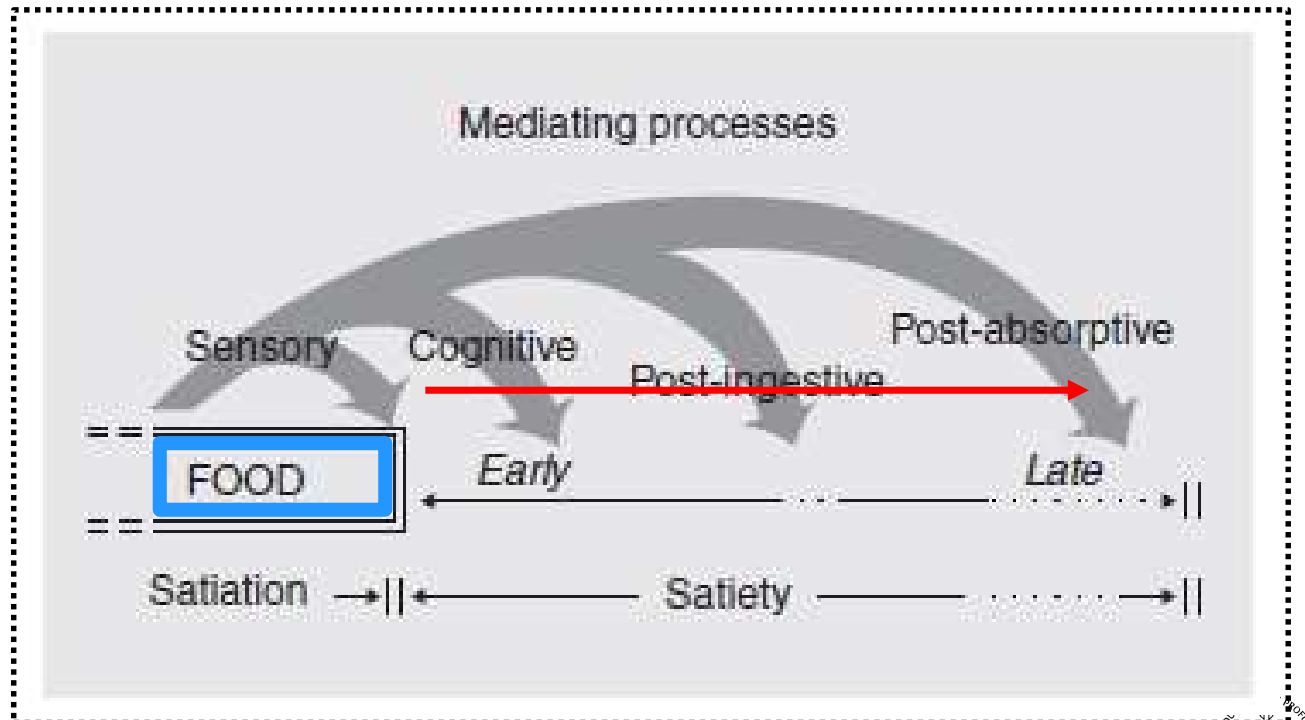 Mediating processes
Sensory Cognitive Post-absorptive
Post-ingestive
FOOD Early Late
Satiation Satiety